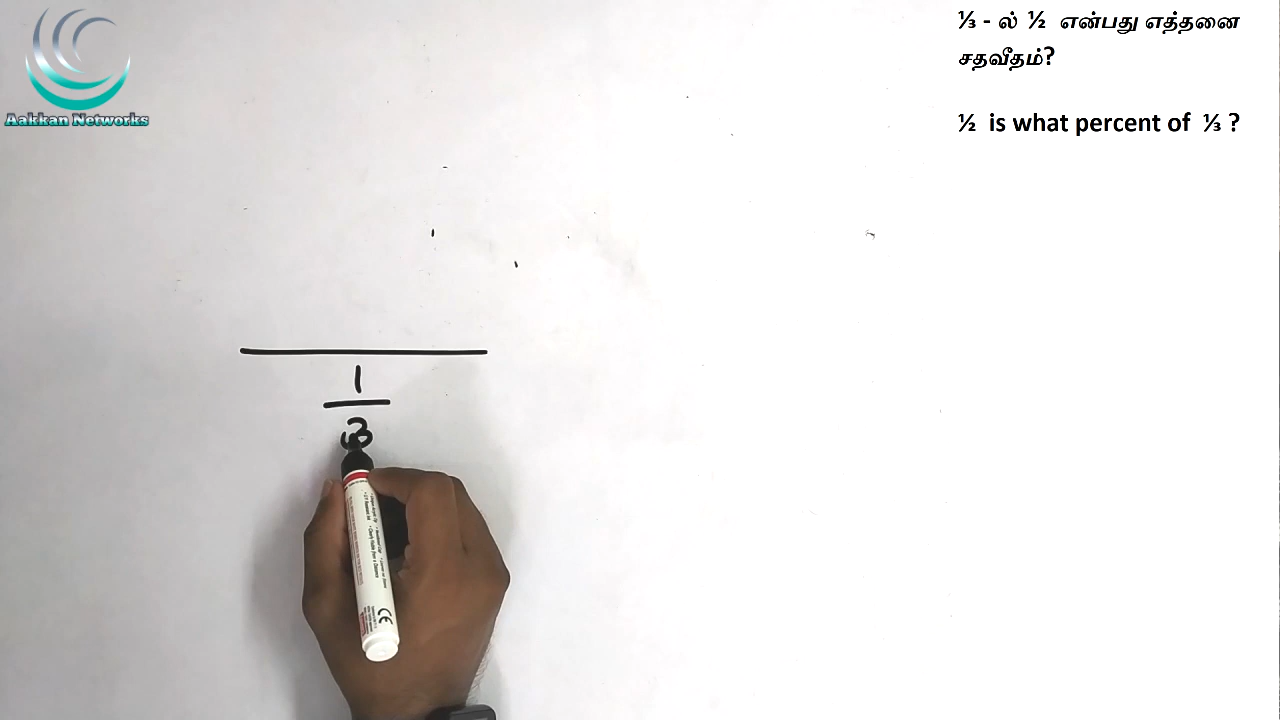 Aakkan Networks
⅓ - ல் ½ என்பது எத்தனை
சதவீதம்?
½ is what percent of ⅓ ?
1
3
CE